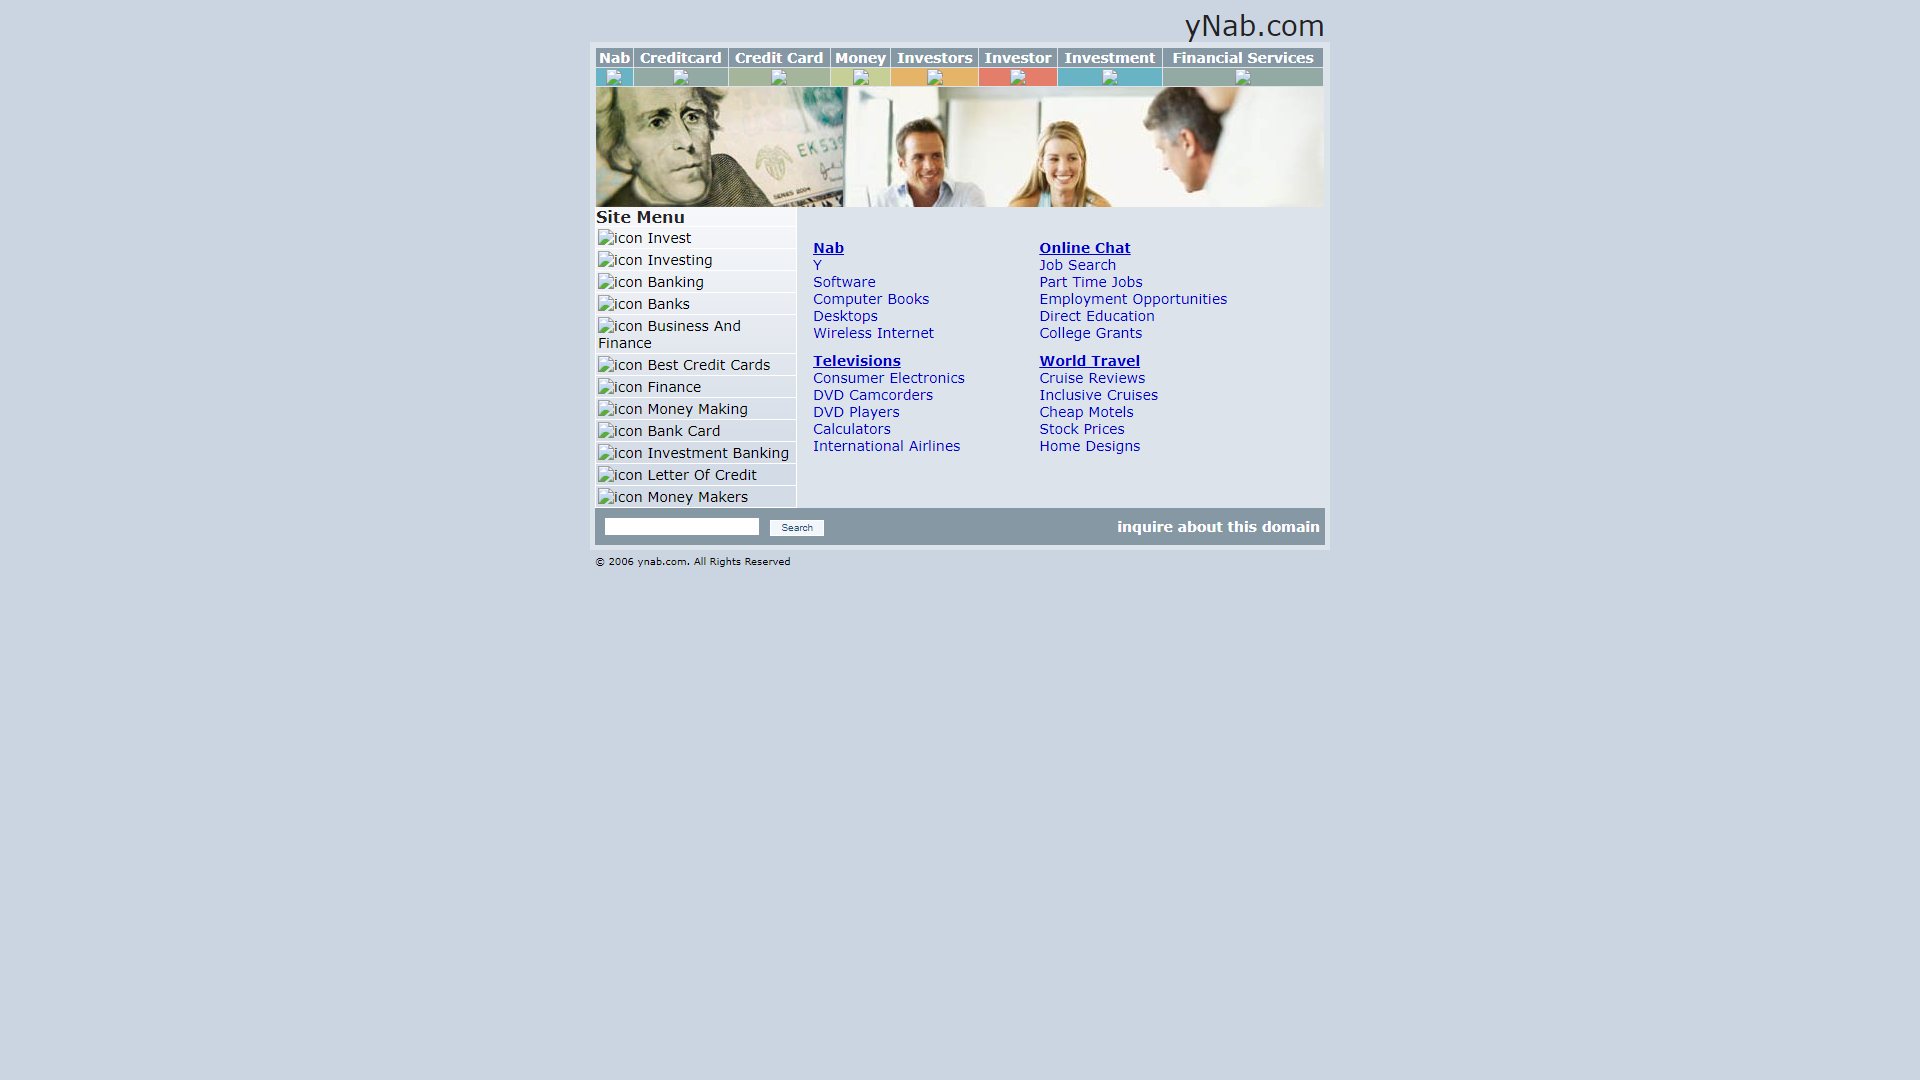 yNab.com
Nab Creditcard Credit Card Money Investors Investor Investment Financial Services
EK 539
SERIES 2004
Site Menu
icon Invest
icon Investing
icon Banking
icon Banks
icon Business And
Finance
icon Best Credit Cards
icon Finance
icon Money Making
icon Bank Card
icon Investment Banking
icon Letter Of Credit
icon Money Makers
Nab
Y
Software
Computer Books
Desktops
Wireless Internet
Online Chat
Job Search
Part Time Jobs
Employment Opportunities
Direct Education
College Grants
Televisions
Consumer Electronics
DVD Camcorders
DVD Players
Calculators
International Airlines
World Travel
Cruise Reviews
Inclusive Cruises
Cheap Motels
Stock Prices
Home Designs
Search
inquire about this domain
© 2006 ynab.com. All Rights Reserved